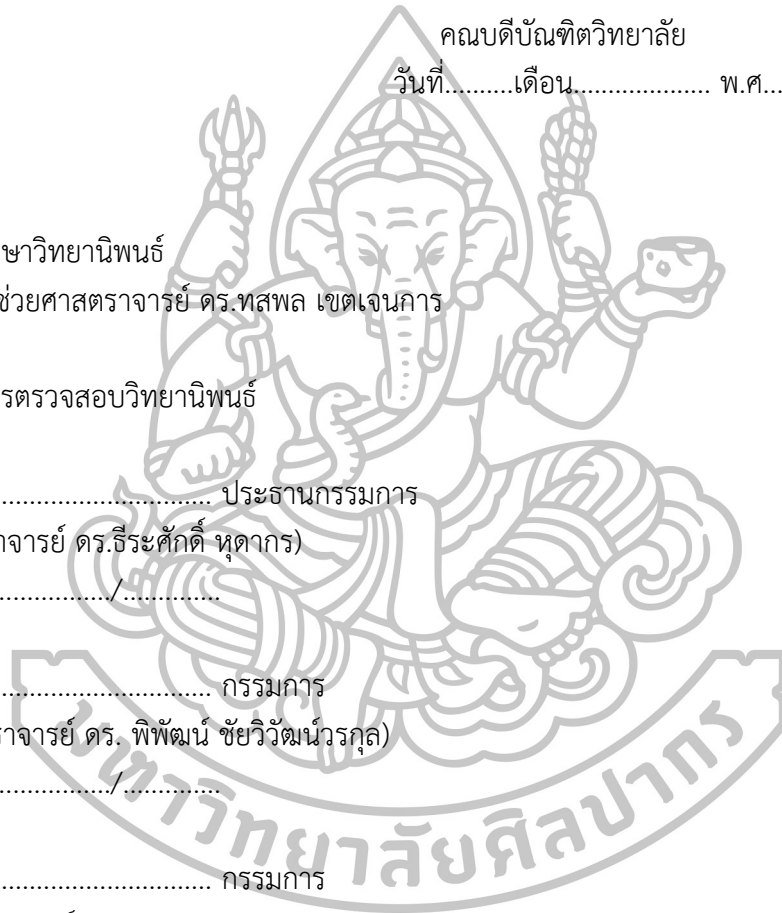 คณบดีบัณฑิตวิทยาลัย
วันที่..........เดือน.................... พ.ศ...
ษาวิทยานิพนธ์
ช่วยศาสตราจารย์ ดร.ทสพล เขตเจนการ
รตรวจสอบวิทยานิพนธ์
............................... ประธานกรรมการ
าจารย์ ดร.ธีระศักดิ์ หุดากร)
................/..............
............................... กรรมการ
ราจารย์ ดร. พิพัฒน์ ชัยวิวัฒน์วรกุล)
................/..............
............................... กรรมการ
มหาวิทยาลัยศิลปากร